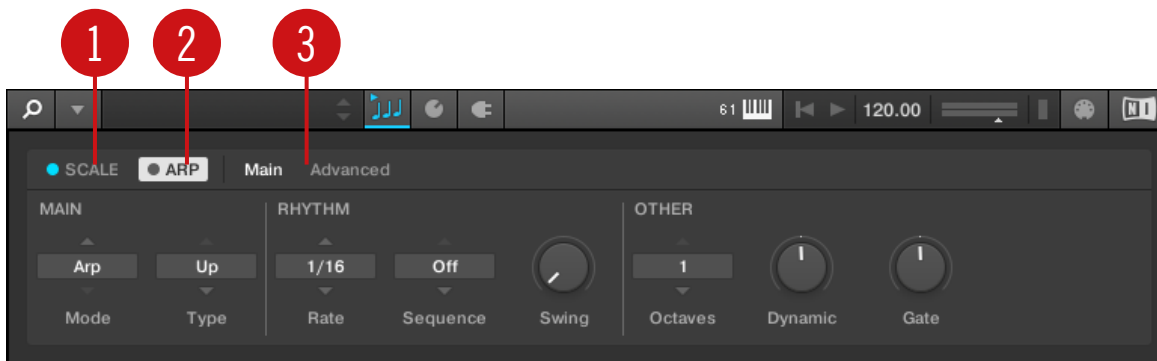 1 2 3
61 120.00 NI
SCALE ARP Main Advanced
MAIN RHYTHM OTHER
Arp Up 1/16 Off 1
Mode Type Rate Sequence Swing Octaves Dynamic Gate